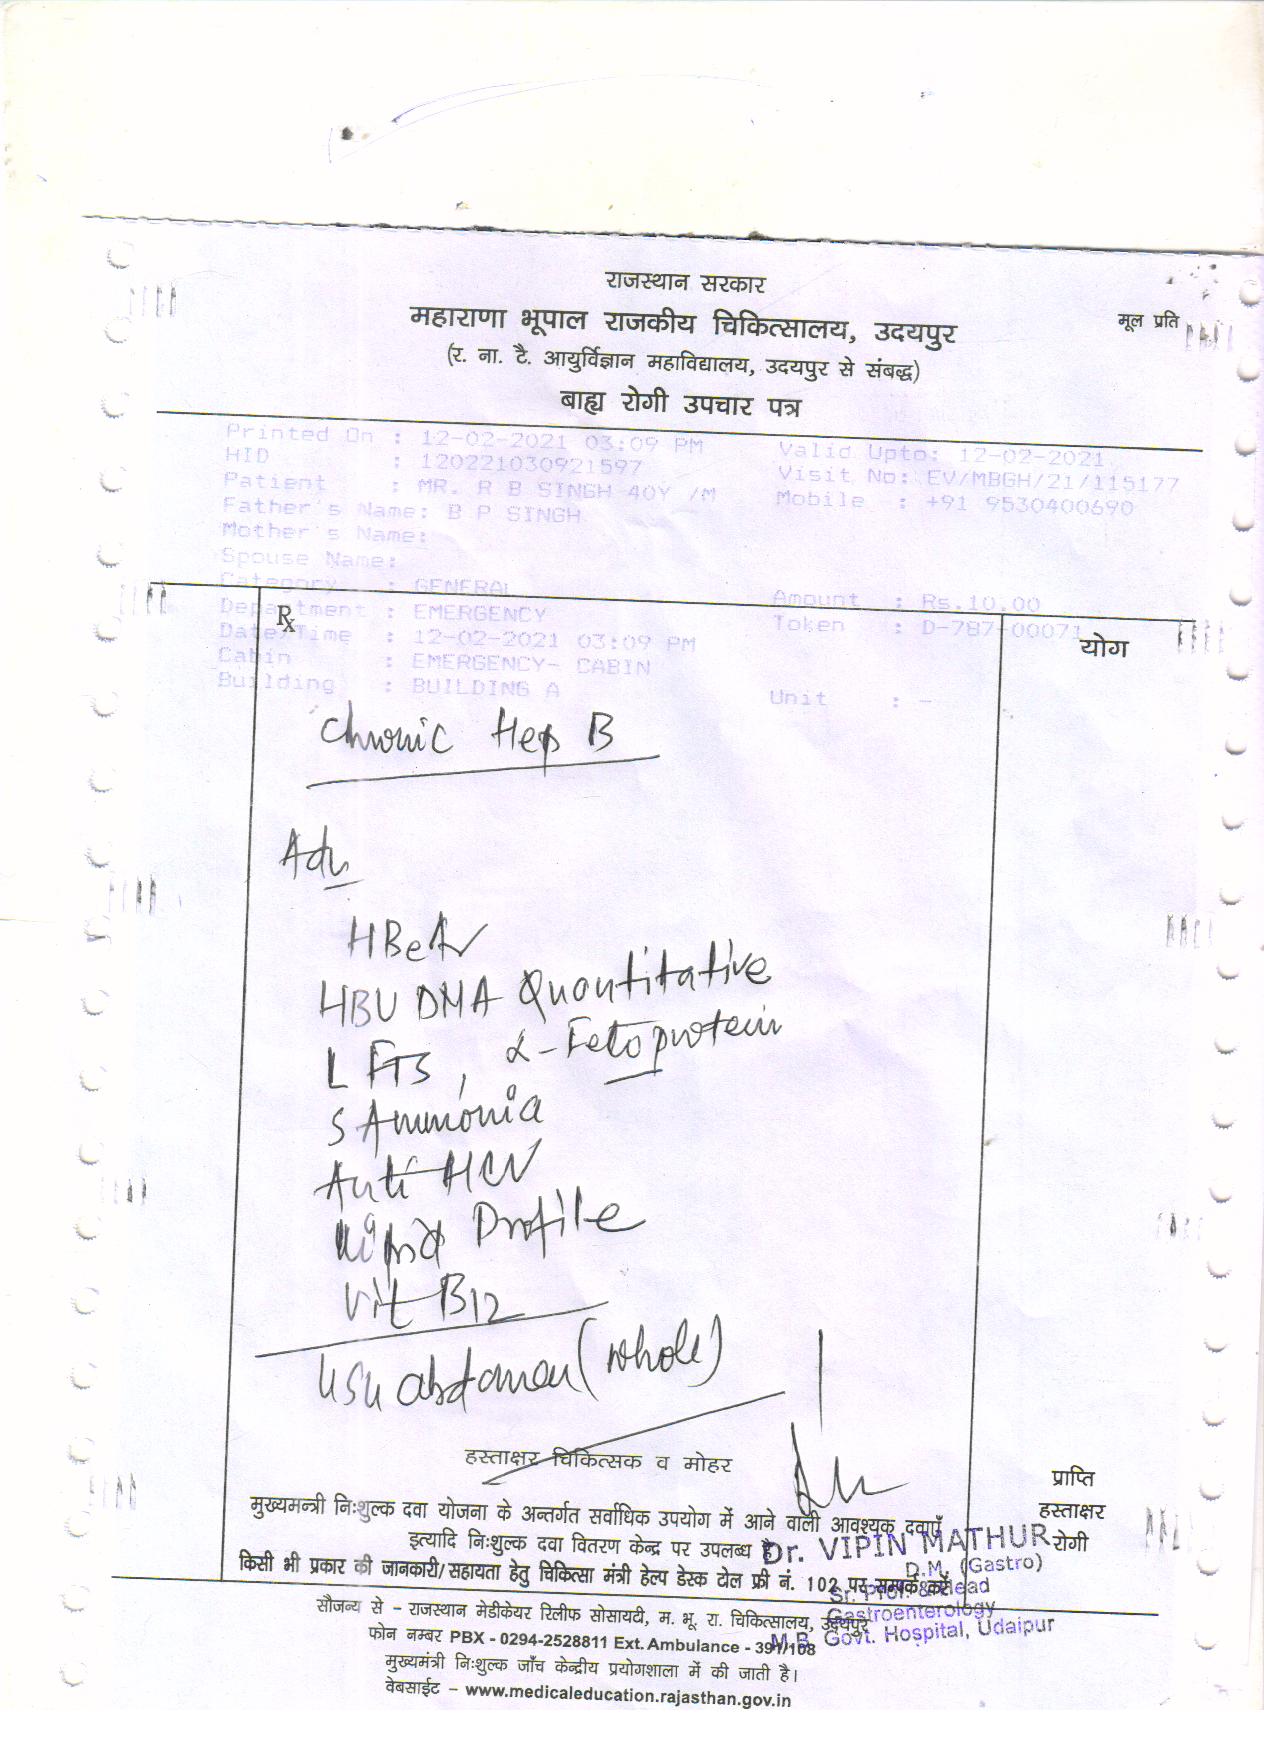 राजस्थान सरकार
महाराणा भूपाल राजकीय चिकित्सालय, उदयपुर
मूल प्रति
(र. ना. टै. आयुर्विज्ञान महाविद्यालय, उदयपुर से संबद्ध)
बाह्य रोगी उपचार पत्र
Printed On : 12-02-2021 03:09 PM Valid Upto: 12-02-2021
HID : 120221030921597 Visit No: EV/MBGH/21/115177
Patient : MR. R B SINGH 40Y /M Mobile : +91 9530400690
Father's Name: B P SINGH
Mother's Name:
Spouse Name:
Category : GENERAL Amount : Rs.10.00
Department : EMERGENCY Token : D-787-00071
Date/Time : 12-02-2021 03:09 PM
Cabin : EMERGENCY- CABIN
Building : BUILDING A Unit : -
Rx
योग
Chronic Hep B
Adv
HBeAg
HBV DNA Quantitative
LFTs, α-Fetoprotein
S Ammonia
Anti HCV
Lipid Profile
Vit B12
USG abdomen (whole)
हस्ताक्षर चिकित्सक व मोहर
प्राप्ति
हस्ताक्षर
रोगी
मुख्यमन्त्री निःशुल्क दवा योजना के अन्तर्गत सर्वाधिक उपयोग में आने वाली आवश्यक दवाएँ
इत्यादि निःशुल्क दवा वितरण केन्द्र पर उपलब्ध है
किसी भी प्रकार की जानकारी/सहायता हेतु चिकित्सा मंत्री हेल्प डेस्क टोल फ्री नं. 102 पर सम्पर्क करें
Dr. VIPIN MATHUR
D.M. (Gastro)
Sr. Prof. & Head
Gastroenterology
M.B. Govt. Hospital, Udaipur
सौजन्य से – राजस्थान मेडीकेयर रिलीफ सोसायटी, म. भू. रा. चिकित्सालय, उदयपुर
फोन नम्बर PBX - 0294-2528811 Ext. Ambulance - 391/108
मुख्यमंत्री निःशुल्क जाँच केन्द्रीय प्रयोगशाला में की जाती है।
वेबसाईट – www.medicaleducation.rajasthan.gov.in